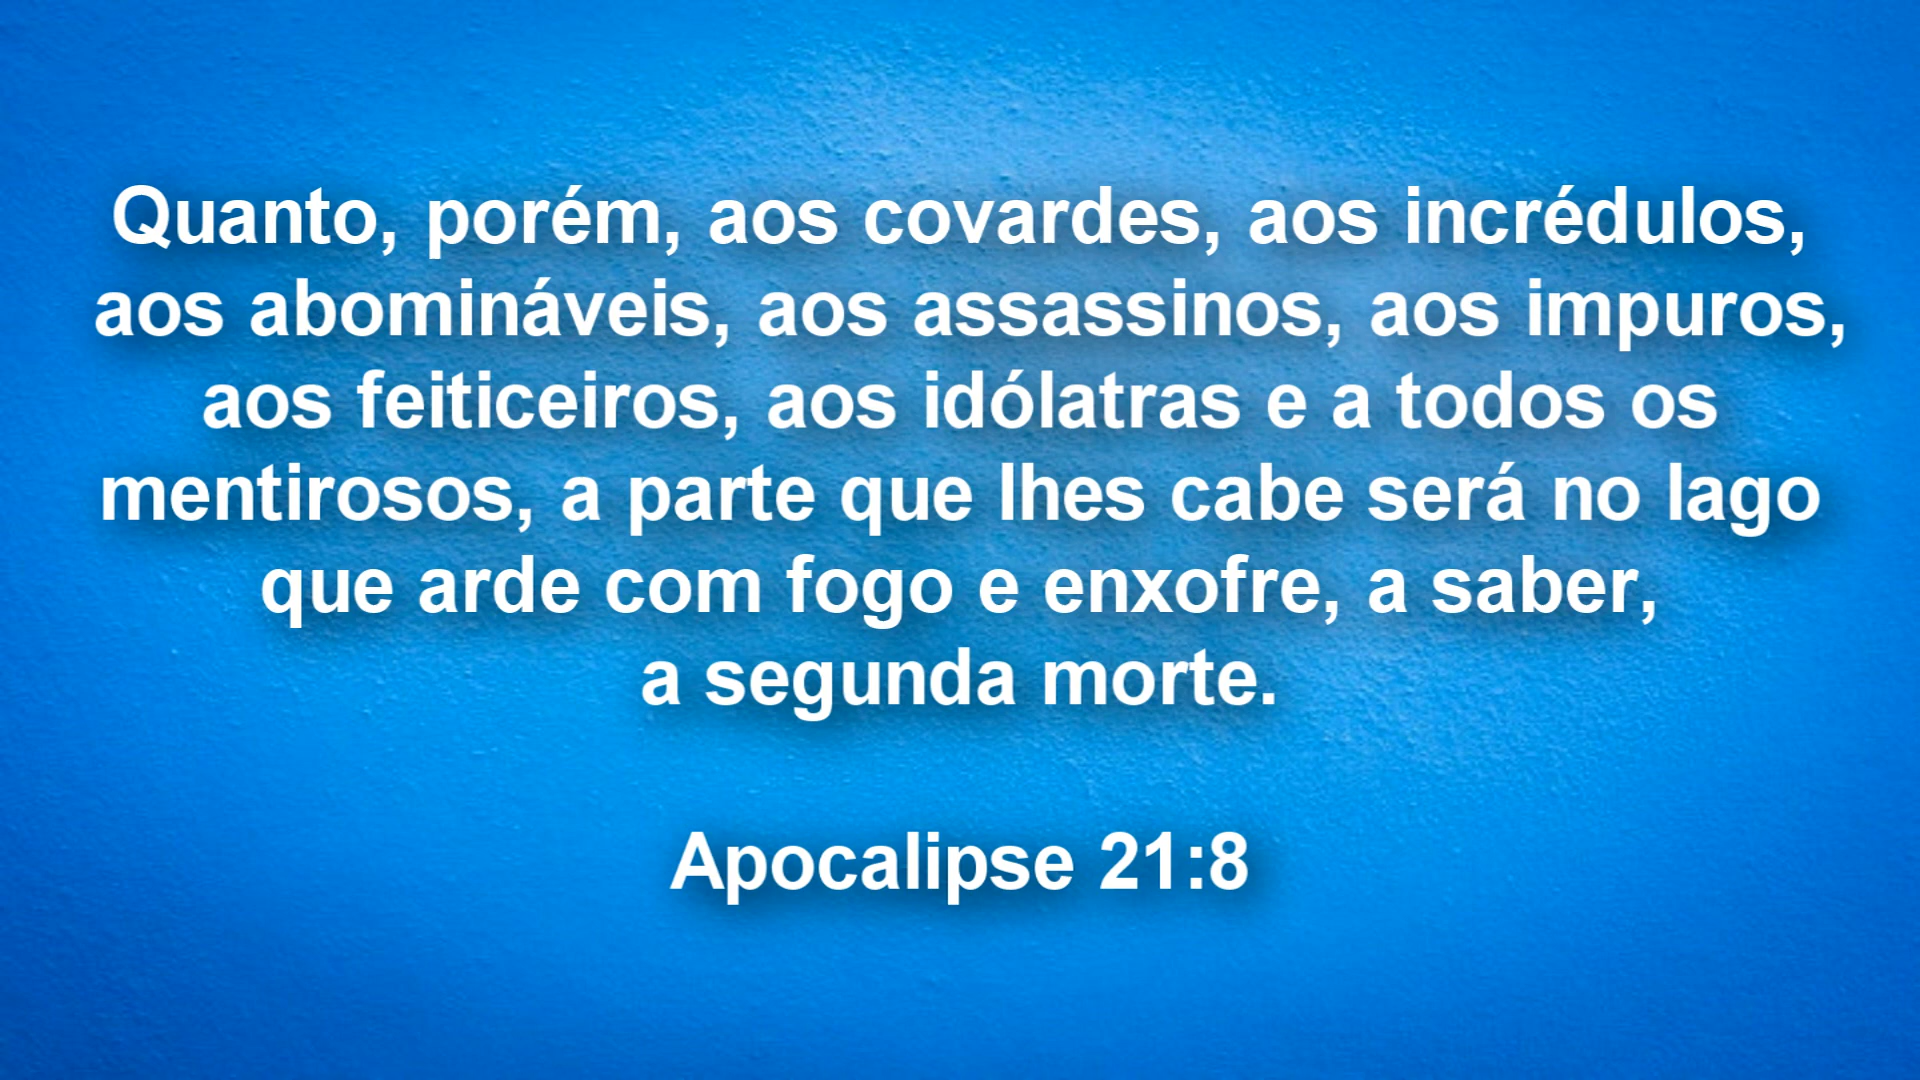 Quanto, porém, aos covardes, aos incrédulos,
aos abomináveis, aos assassinos, aos impuros,
aos feiticeiros, aos idólatras e a todos os
mentirosos, a parte que lhes cabe será no lago
que arde com fogo e enxofre, a saber,
a segunda morte.
Apocalipse 21:8